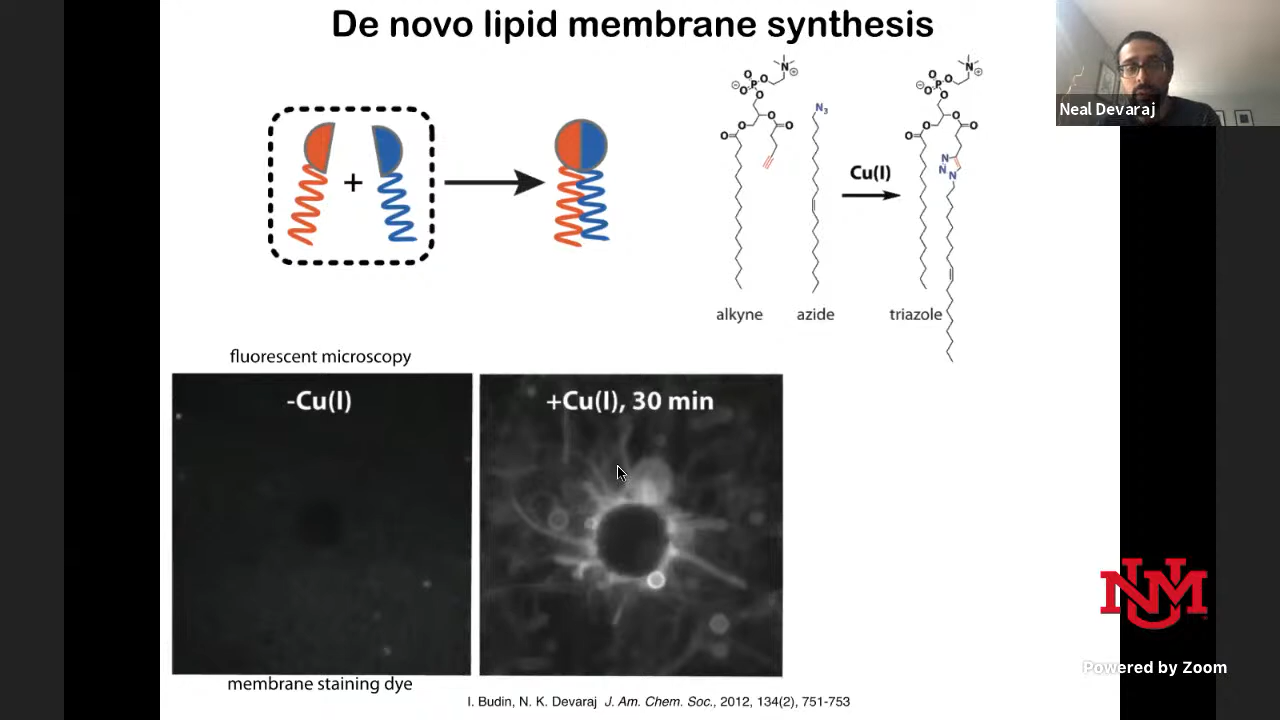 De novo lipid membrane synthesis
Neal Devaraj
+
O
O
P
O
N
⊕
⊖O
O
O
O
O
O
N3
Cu(I)
O
O
P
O
N
⊕
⊖O
O
O
O
O
O
N
N
N
alkyne
azide
triazole
fluorescent microscopy
-Cu(I)
+Cu(I), 30 min
membrane staining dye
I. Budin, N. K. Devaraj J. Am. Chem. Soc., 2012, 134(2), 751-753
UNM
Powered by Zoom